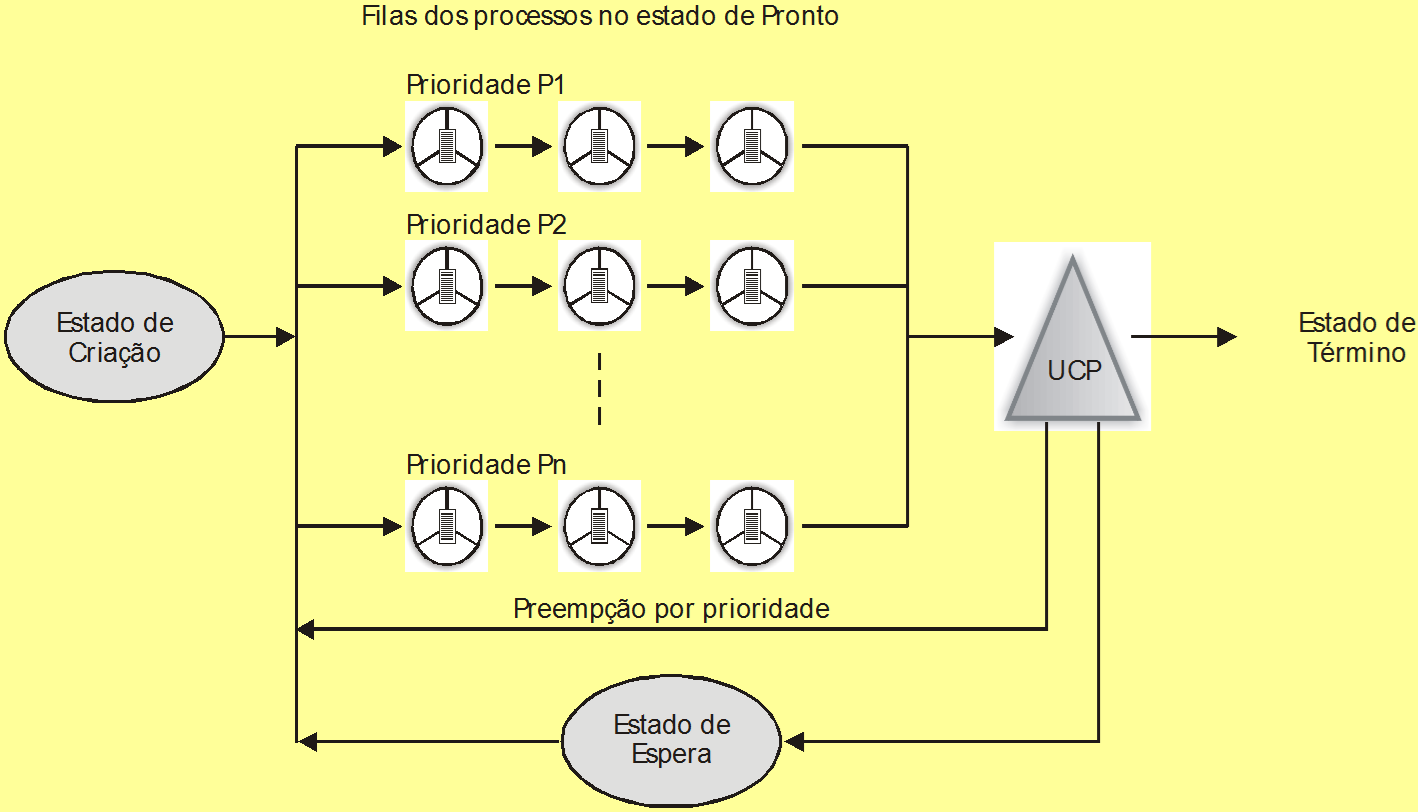 Filas dos processos no estado de Pronto
Prioridade P1
Prioridade P2
Estado de
Criação
UCP
Estado de
Término
Prioridade Pn
Preempção por prioridade
Estado de
Espera